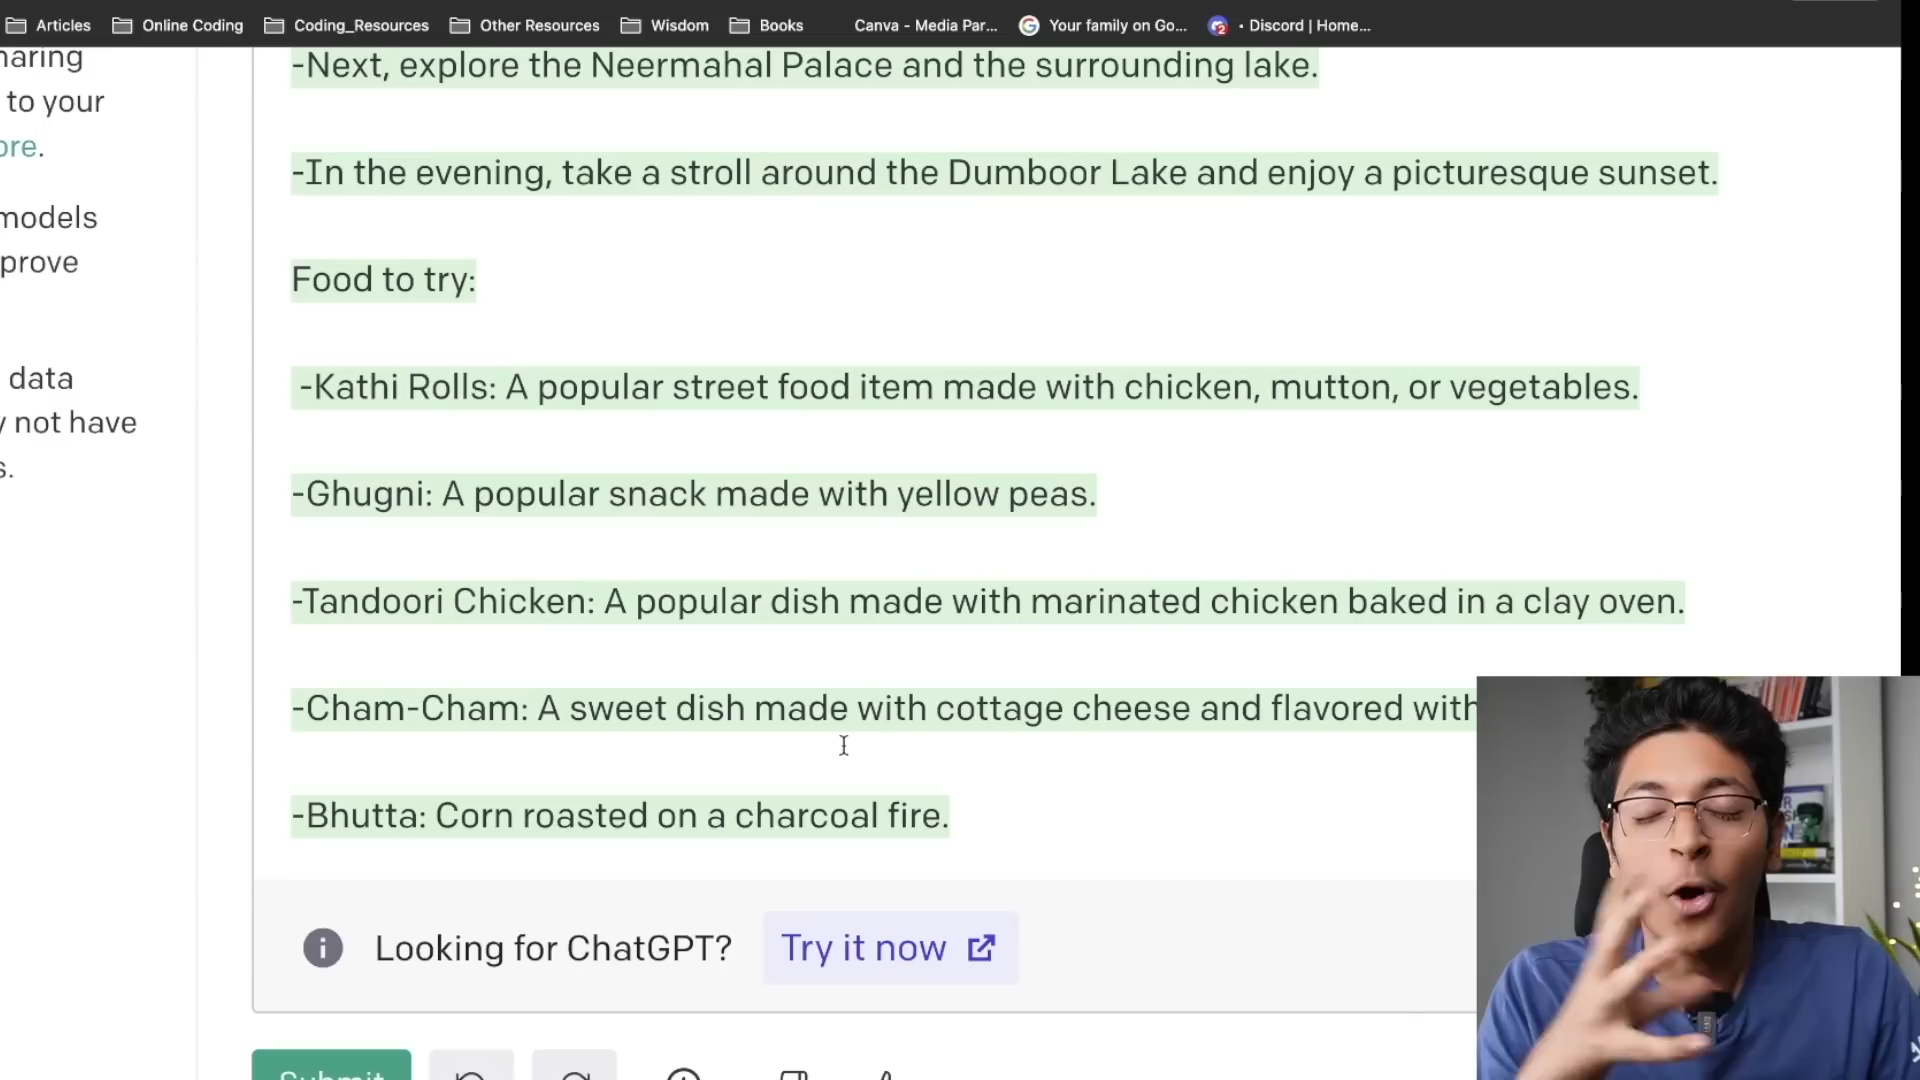 Articles Online Coding Coding_Resources Other Resources Wisdom Books Canva - Media Par... Your family on Go... 2 • Discord | Home...
haring
to your
ore.
models
prove
data
y not have
s.
-Next, explore the Neermahal Palace and the surrounding lake.
-In the evening, take a stroll around the Dumboor Lake and enjoy a picturesque sunset.
Food to try:
-Kathi Rolls: A popular street food item made with chicken, mutton, or vegetables.
-Ghugni: A popular snack made with yellow peas.
-Tandoori Chicken: A popular dish made with marinated chicken baked in a clay oven.
-Cham-Cham: A sweet dish made with cottage cheese and flavored with
-Bhutta: Corn roasted on a charcoal fire.
Looking for ChatGPT? Try it now
Submit